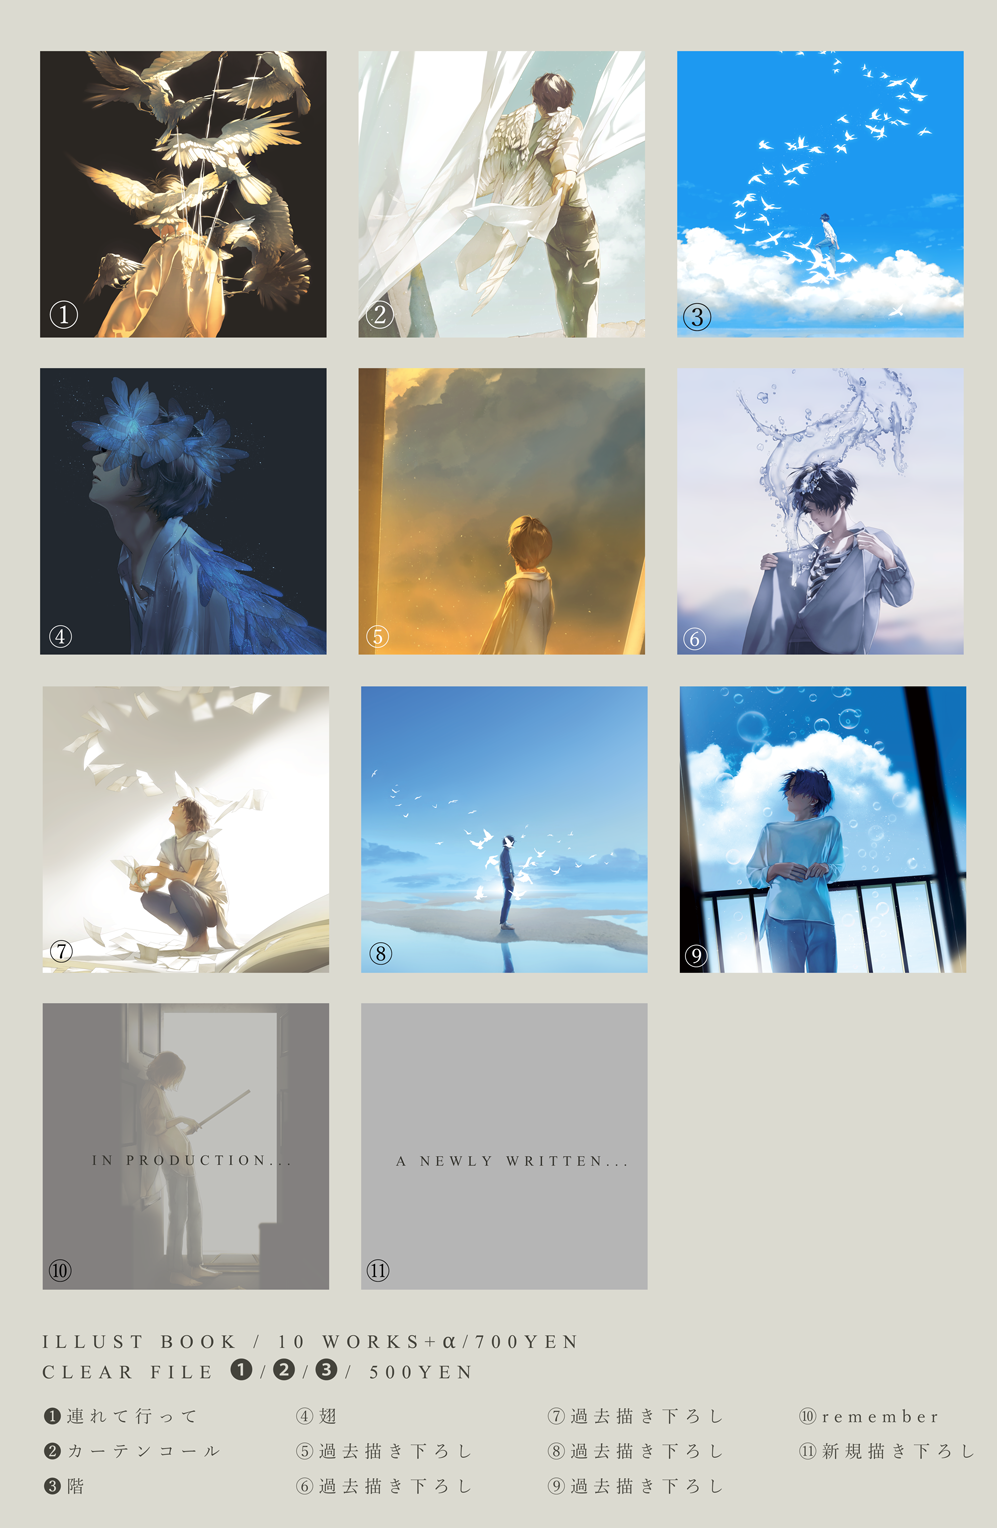 ①
②
③
④
⑤
⑥
⑦
⑧
⑨
IN PRODUCTION...
⑩
A NEWLY WRITTEN...
⑪
ILLUST BOOK / 10 WORKS+α/700YEN
CLEAR FILE ❶/❷/❸/ 500YEN
❶連れて行って
❷カーテンコール
❸階
④翅
⑤過去描き下ろし
⑥過去描き下ろし
⑦過去描き下ろし
⑧過去描き下ろし
⑨過去描き下ろし
⑩remember
⑪新規描き下ろし